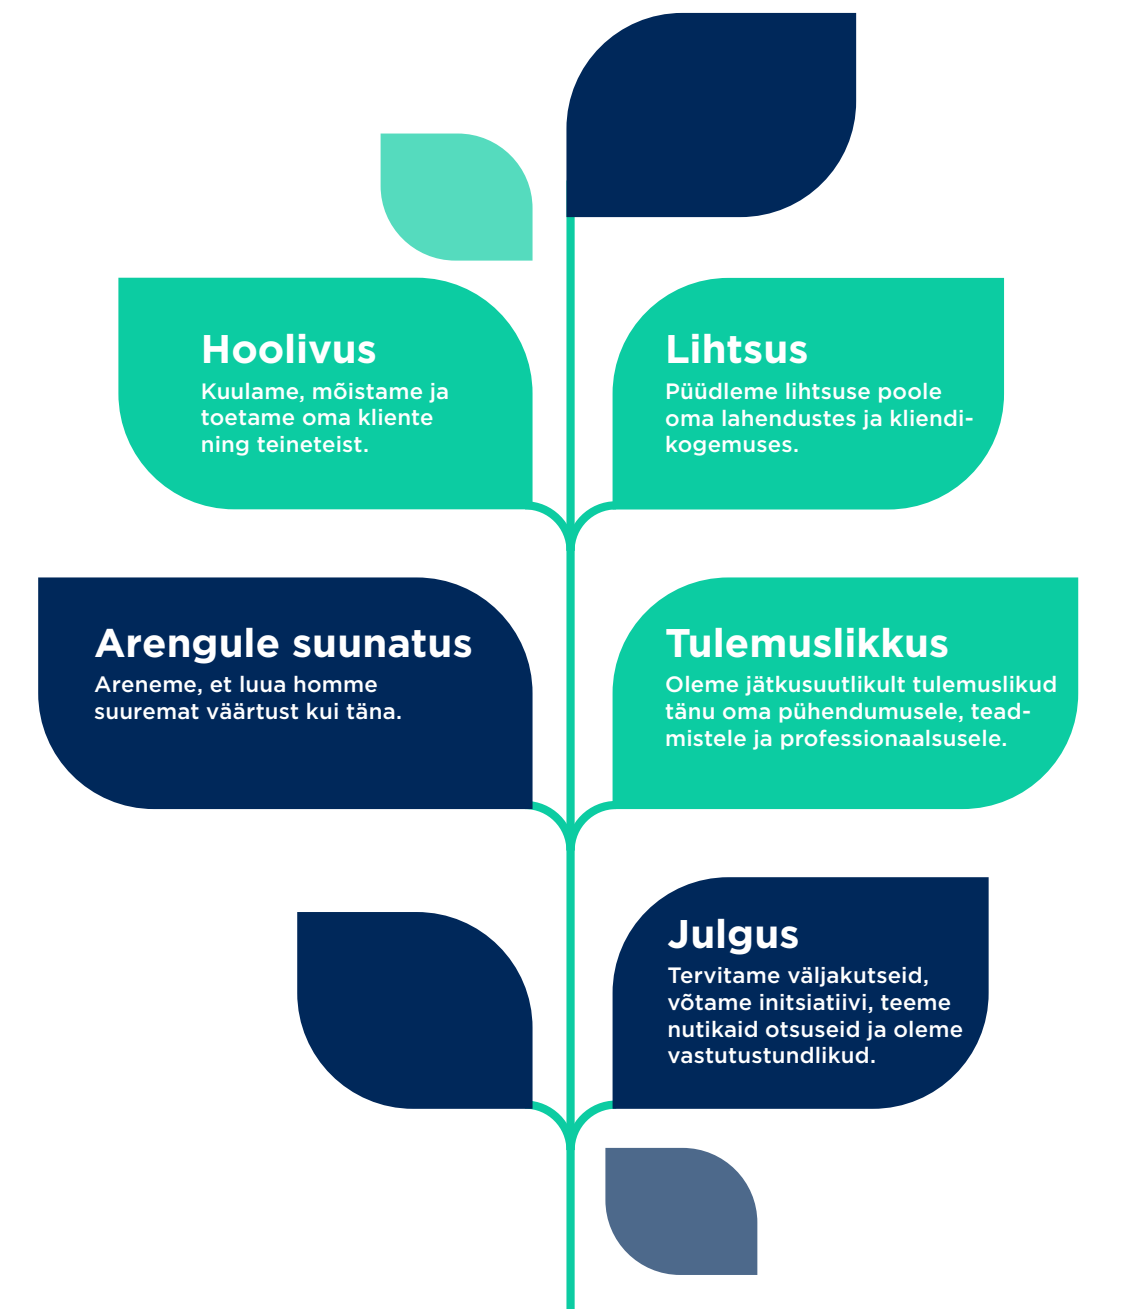 Hoolivus
Kuulame, mõistame ja
toetame oma kliente
ning teineteist.
Lihtsus
Püüdleme lihtsuse poole
oma lahendustes ja kliendi-
kogemuses.
Arengule suunatus
Areneme, et luua homme
suuremat väärtust kui täna.
Tulemuslikkus
Oleme jätkusuutlikult tulemuslikud
tänu oma pühendumusele, tead-
mistele ja professionaalsusele.
Julgus
Tervitame väljakutseid,
võtame initsiatiivi, teeme
nutikaid otsuseid ja oleme
vastutustundlikud.